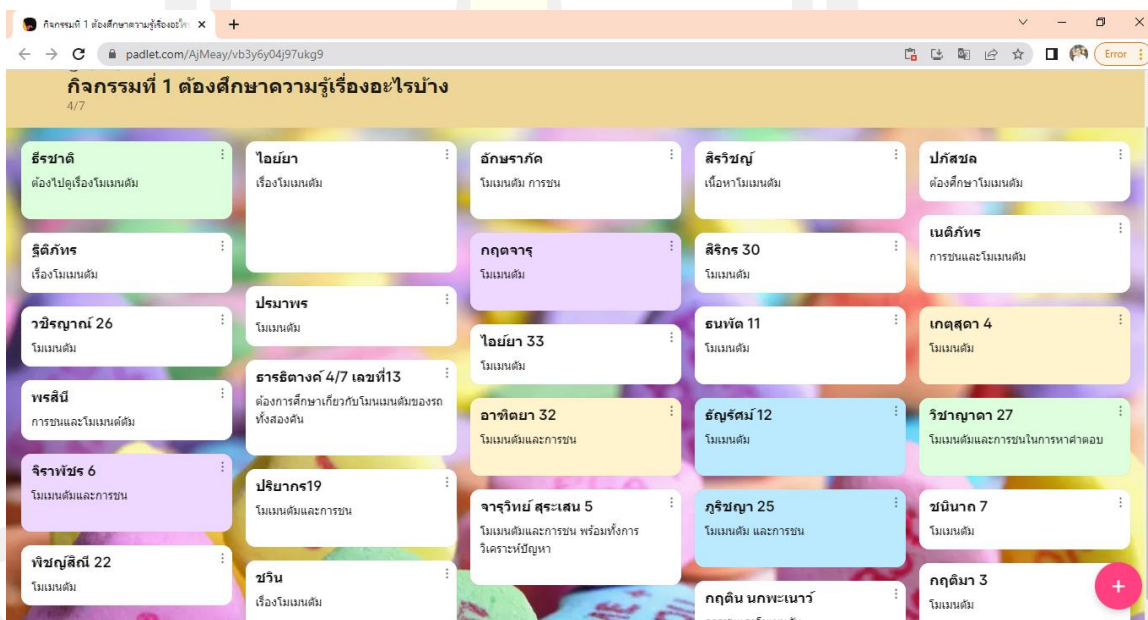 กิจกรรมที่ 1 ต้องศึกษาความรู้เรื่องอะไร
padlet.com/AjMeay/vb3y6y04j97ukg9
Error
กิจกรรมที่ 1 ต้องศึกษาความรู้เรื่องอะไรบ้าง
4/7
ธีรชาติ
ต้องไปดูเรื่องโมเมนตัม
ฐิติภัทร
เรื่องโมเมนตัม
วชิรญาณ์ 26
โมเมนตัม
พรสินี
การชนและโมเมนต์ตัม
จิราพัชร 6
โมเมนตัมและการชน
พิชญ์สิณี 22
โมเมนตัม
ไอย์ยา
เรื่องโมเมนตัม
ปรมาพร
โมเมนตัม
ธารธิตางค์ 4/7 เลขที่13
ต้องการศึกษาเกี่ยวกับโมนเมนตัมของรถ
ทั้งสองคัน
ปริยากร19
โมเมนตัมและการชน
ชวิน
เรื่องโมเมนตัม
อักษราภัค
โมเมนตัม การชน
กฤตจารุ
โมเมนตัม
ไอย์ยา 33
โมเมนตัม
อาทิตยา 32
โมเมนตัมและการชน
จารุวิทย์ สุระเสน 5
โมเมนตัมและการชน พร้อมทั้งการ
วิเคราะห์ปัญหา
สิรวิชญ์
เนื้อหาโมเมนตัม
สิริกร 30
โมเมนตัม
ธนพัต 11
โมเมนตัม
ธัญรัศม์ 12
โมเมนตัม
ภูริชญา 25
โมเมนตัม และการชน
กฤติน นกพะเนาว์
ปภัสชล
ต้องศึกษาโมเมนตัม
เนติภัทร
การชนและโมเมนตัม
เกตุสุดา 4
โมเมนตัม
วิชาญาดา 27
โมเมนตัมและการชนในการหาคำตอบ
ชนินาถ 7
โมเมนตัม
กฤติมา 3
โมเมนตัม